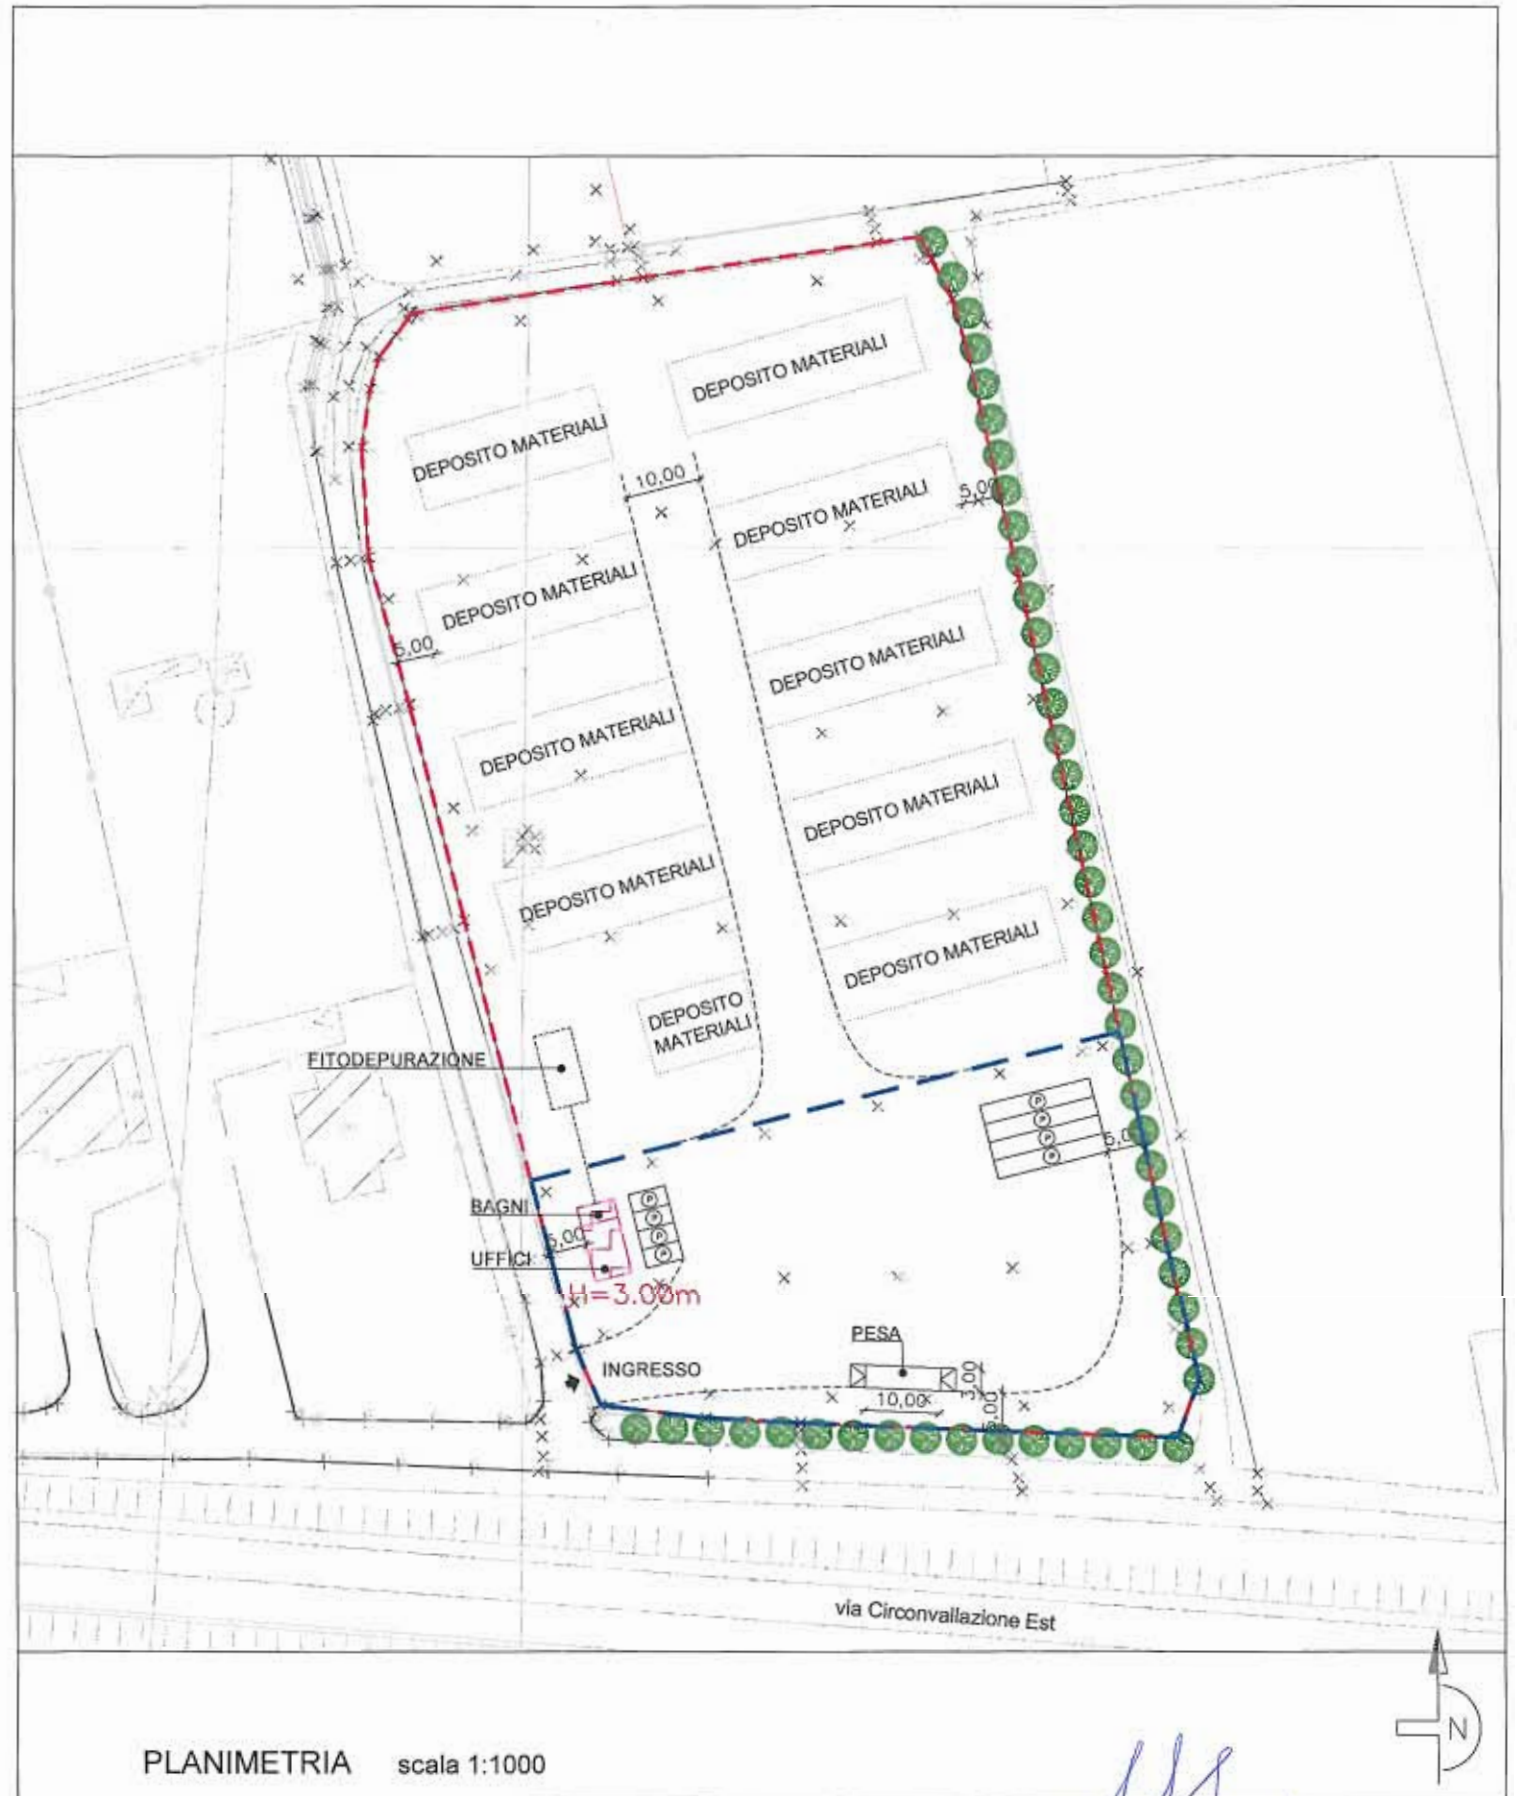 DEPOSITO MATERIALI
DEPOSITO MATERIALI
10,00
DEPOSITO MATERIALI
5,00
DEPOSITO MATERIALI
5,00
DEPOSITO MATERIALI
DEPOSITO MATERIALI
DEPOSITO MATERIALI
DEPOSITO MATERIALI
DEPOSITO MATERIALI
DEPOSITO
MATERIALI
FITODEPURAZIONE
P
P
P
P
BAGNI
P
P
P
P
5,00
UFFICI
H=3.00m
PESA
INGRESSO
3,00
10,00
via Circonvallazione Est
N
PLANIMETRIA scala 1:1000